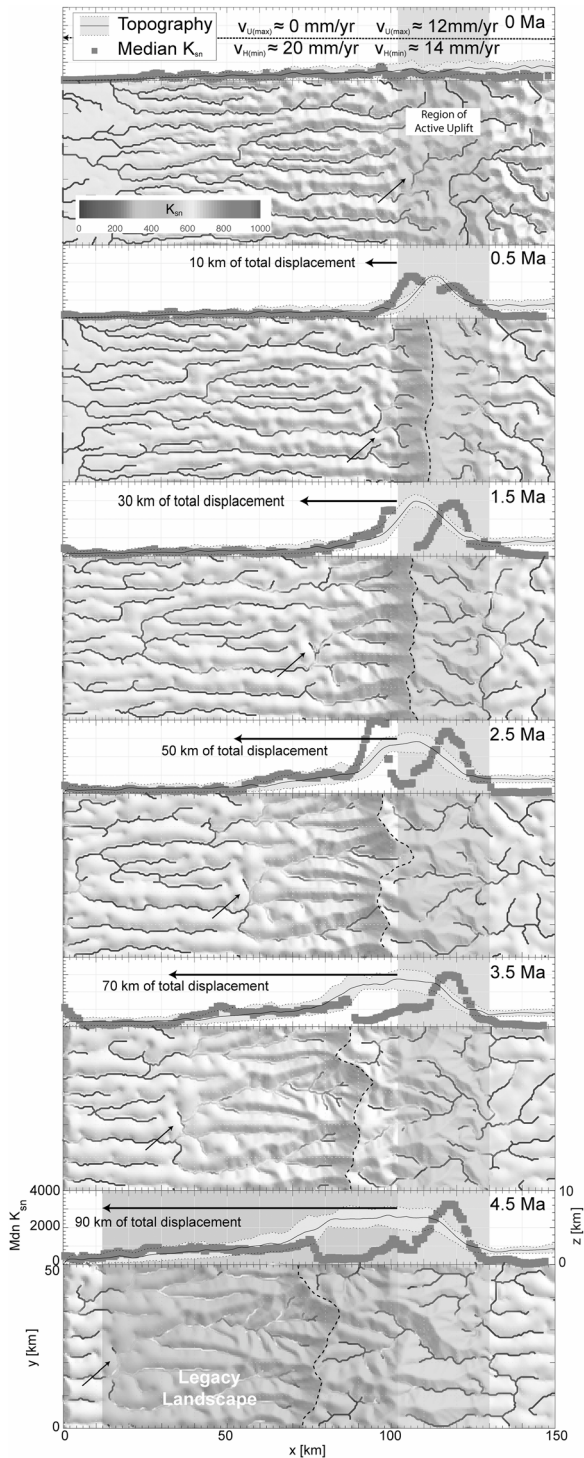 Topography
Median Ksn
vU(max) ≈ 0 mm/yr vU(max) ≈ 12mm/yr 0 Ma
vH(min) ≈ 20 mm/yr vH(min) ≈ 14 mm/yr
Region of
Active Uplift
Ksn
0 200 400 600 800 1000
10 km of total displacement 0.5 Ma
30 km of total displacement 1.5 Ma
50 km of total displacement 2.5 Ma
70 km of total displacement 3.5 Ma
90 km of total displacement 4.5 Ma
Mdn Ksn
4000
2000
0
10
0
z [km]
50
0
y [km]
Legacy
Landscape
0 50 100 150
x [km]